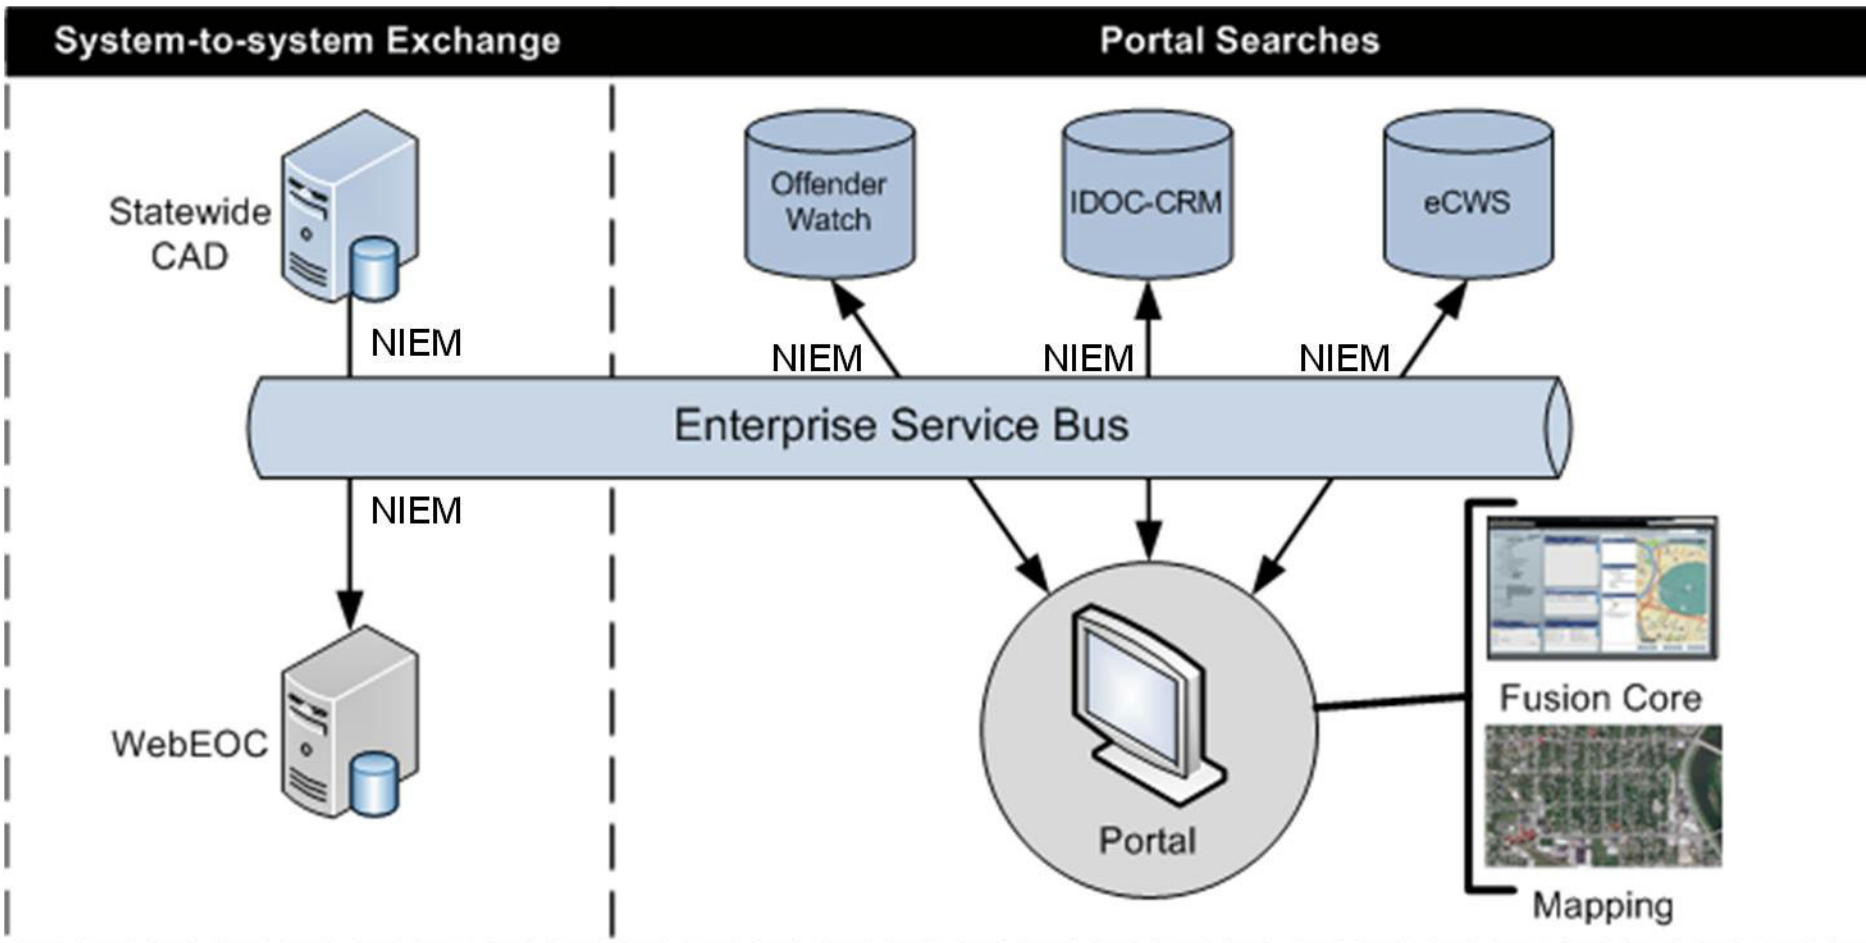 System-to-system Exchange
Portal Searches
Statewide
CAD
Offender
Watch
IDOC-CRM
eCWS
NIEM
NIEM
NIEM
NIEM
Enterprise Service Bus
NIEM
Fusion Core
WebEOC
Portal
Mapping